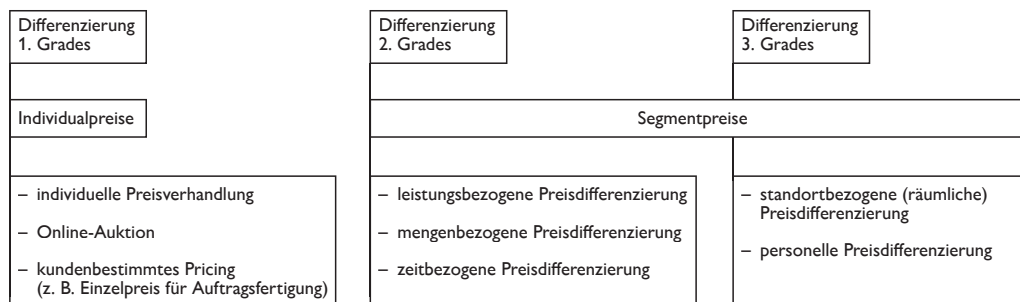 Differenzierung
1. Grades
Differenzierung
2. Grades
Differenzierung
3. Grades
Individualpreise
Segmentpreise
– individuelle Preisverhandlung
– Online-Auktion
– kundenbestimmtes Pricing
(z. B. Einzelpreis für Auftragsfertigung)
– leistungsbezogene Preisdifferenzierung
– mengenbezogene Preisdifferenzierung
– zeitbezogene Preisdifferenzierung
– standortbezogene (räumliche)
Preisdifferenzierung
– personelle Preisdifferenzierung